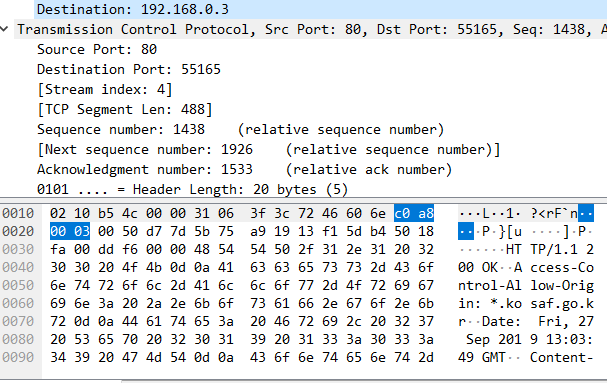 Destination: 192.168.0.3
Transmission Control Protocol, Src Port: 80, Dst Port: 55165, Seq: 1438, A
Source Port: 80
Destination Port: 55165
[Stream index: 4]
[TCP Segment Len: 488]
Sequence number: 1438    (relative sequence number)
[Next sequence number: 1926    (relative sequence number)]
Acknowledgment number: 1533    (relative ack number)
0101 .... = Header Length: 20 bytes (5)
0010  02 10 b5 4c 00 00 31 06  3f 3c 72 46 60 6e c0 a8   ···L··1· ?<rF`n··
0020  00 03 00 50 d7 7d 5b 75  a9 19 13 f1 5d b4 50 18   ···P·}[u ····]·P·
0030  fa 00 dd f6 00 00 48 54  54 50 2f 31 2e 31 20 32   ······HT TP/1.1 2
0040  30 30 20 4f 4b 0d 0a 41  63 63 65 73 73 2d 43 6f   00 OK··A ccess-Co
0050  6e 74 72 6f 6c 2d 41 6c  6c 6f 77 2d 4f 72 69 67   ntrol-Al low-Orig
0060  69 6e 3a 20 2a 2e 6b 6f  73 61 66 2e 67 6f 2e 6b   in: *.ko saf.go.k
0070  72 0d 0a 44 61 74 65 3a  20 46 72 69 2c 20 32 37   r··Date:  Fri, 27
0080  20 53 65 70 20 32 30 31  39 20 31 33 3a 30 33 3a    Sep 201 9 13:03:
0090  34 39 20 47 4d 54 0d 0a  43 6f 6e 74 65 6e 74 2d   49 GMT·· Content-